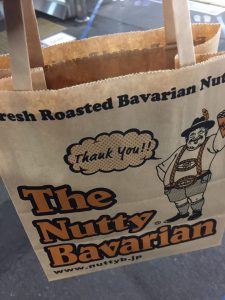 resh Roasted Bavarian Nut
Thank You!!
The
Nutty
Bavarian
www.nuttyb.jp